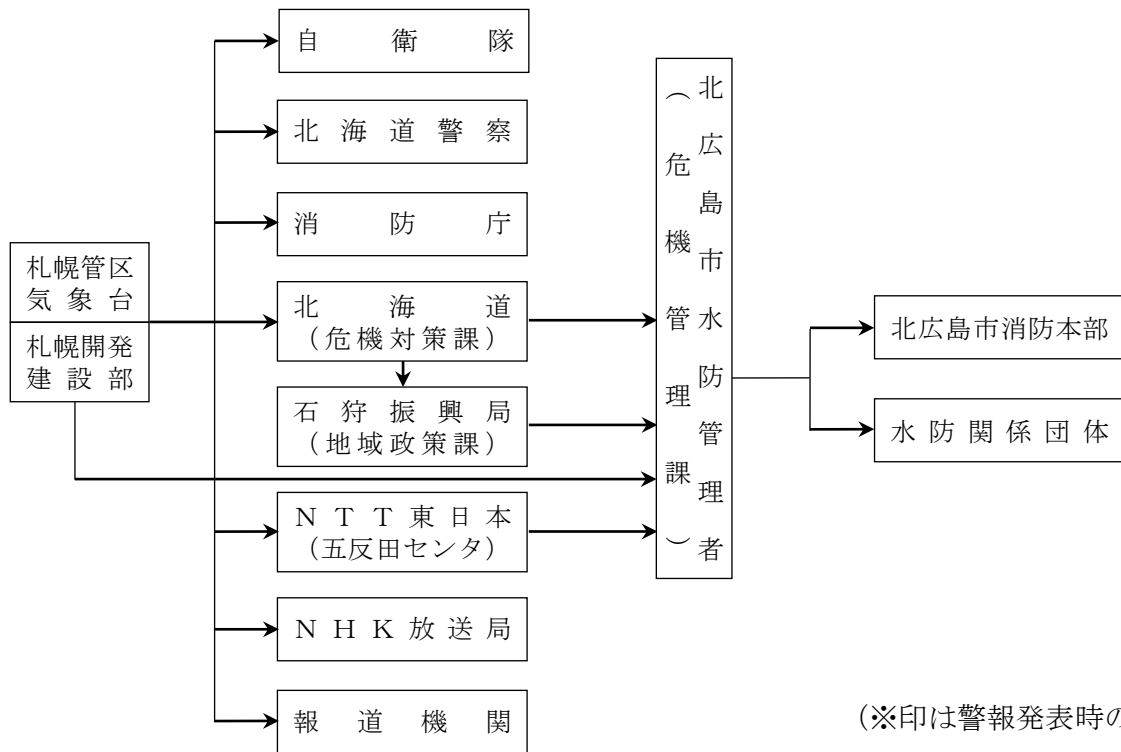 自衛隊
北海道警察
消防庁
札幌管区
気象台
札幌開発
建設部
北海道
（危機対策課）
石狩振興局
（地域政策課）
ＮＴＴ東日本
（五反田センタ）
ＮＨＫ放送局
報道機関
北広島市水防管理者
（危機管理課）
北広島市消防本部
水防関係団体
（※印は警報発表時の